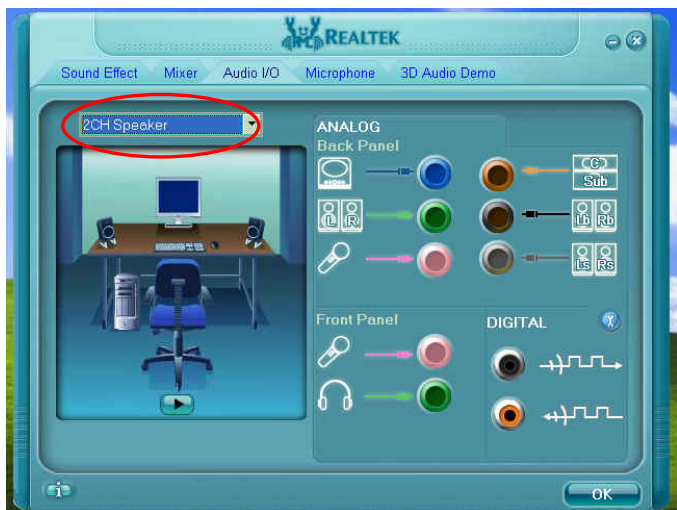 REALTEK
Sound Effect Mixer Audio I/O Microphone 3D Audio Demo
2CH Speaker
ANALOG
Back Panel
C
Sub
L R
Lb Rb
Ls Rs
Front Panel
DIGITAL
i
OK